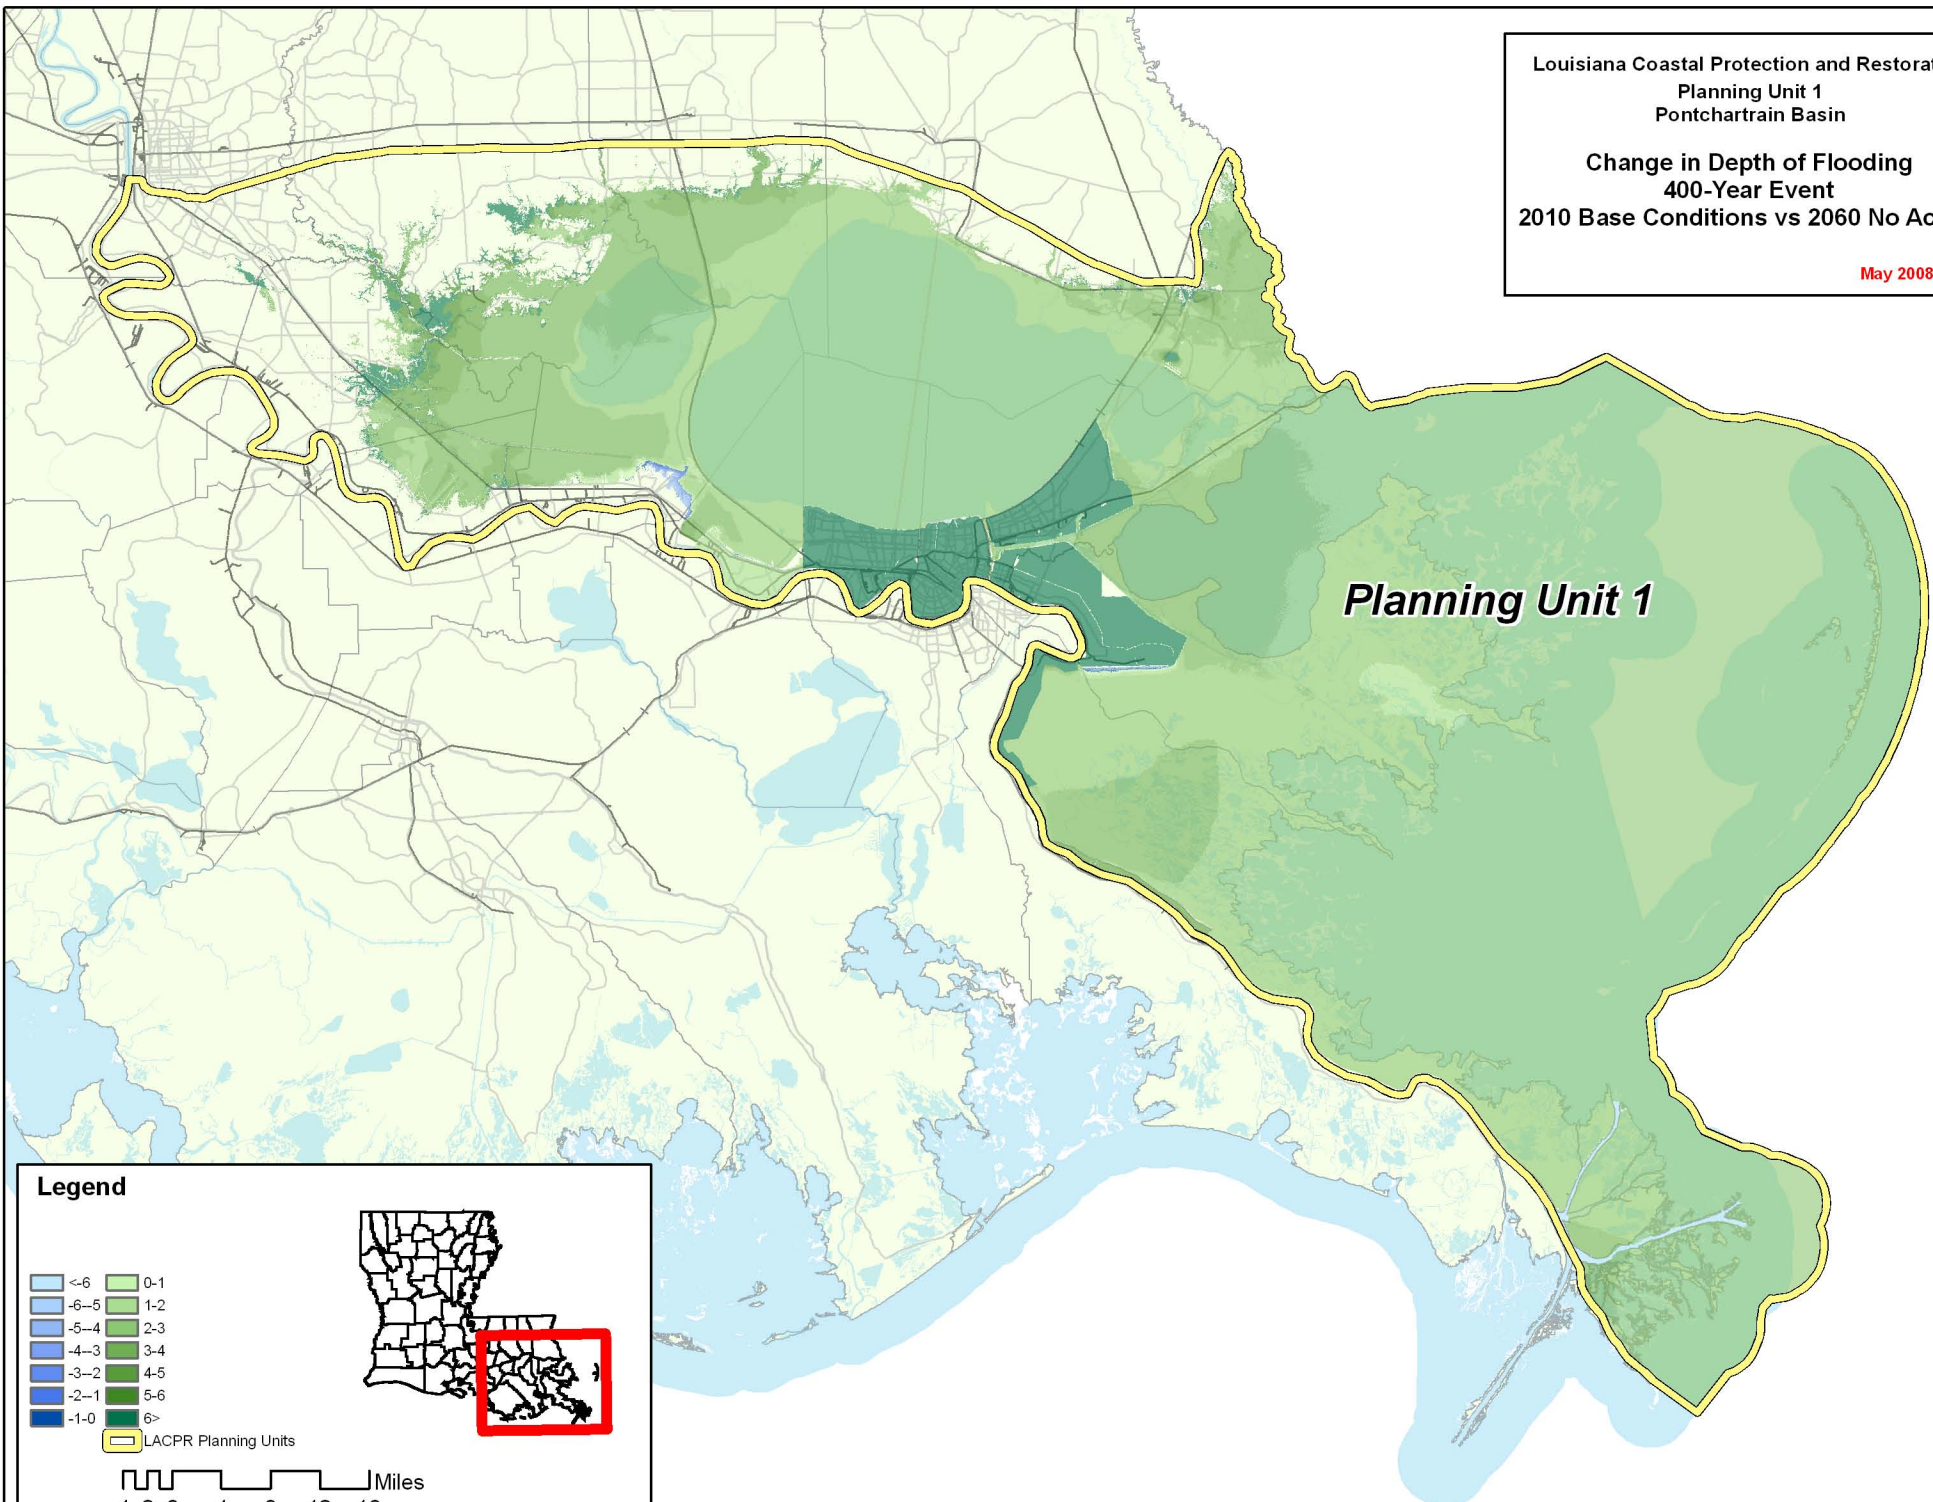 Louisiana Coastal Protection and Restorat
Planning Unit 1
Pontchartrain Basin
Change in Depth of Flooding
400-Year Event
2010 Base Conditions vs 2060 No Ac
May 2008
Planning Unit 1
Legend
<-6 0-1
-6--5 1-2
-5--4 2-3
-4--3 3-4
-3--2 4-5
-2--1 5-6
-1-0 6>
LACPR Planning Units
Miles